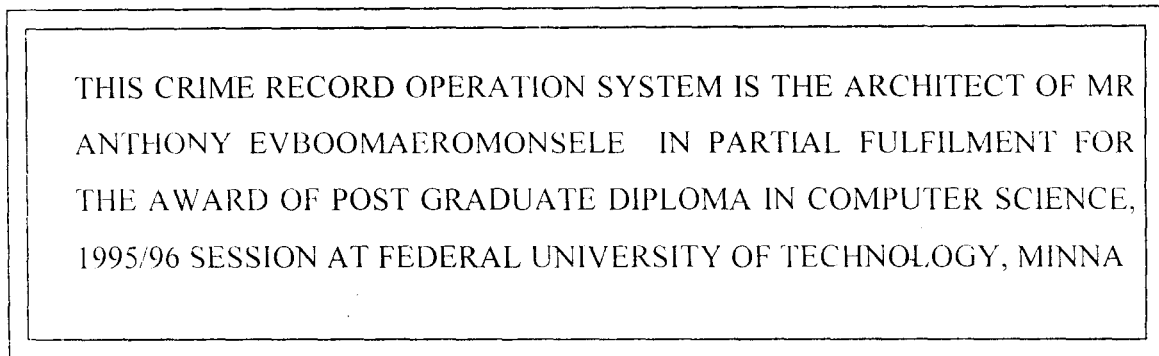 THIS CRIME RECORD OPERATION SYSTEM IS THE ARCHITECT OF MR
ANTHONY EVBOOMAEROMONSELE IN PARTIAL FULFILMENT FOR
THE AWARD OF POST GRADUATE DIPLOMA IN COMPUTER SCIENCE,
1995/96 SESSION AT FEDERAL UNIVERSITY OF TECHNOLOGY, MINNA